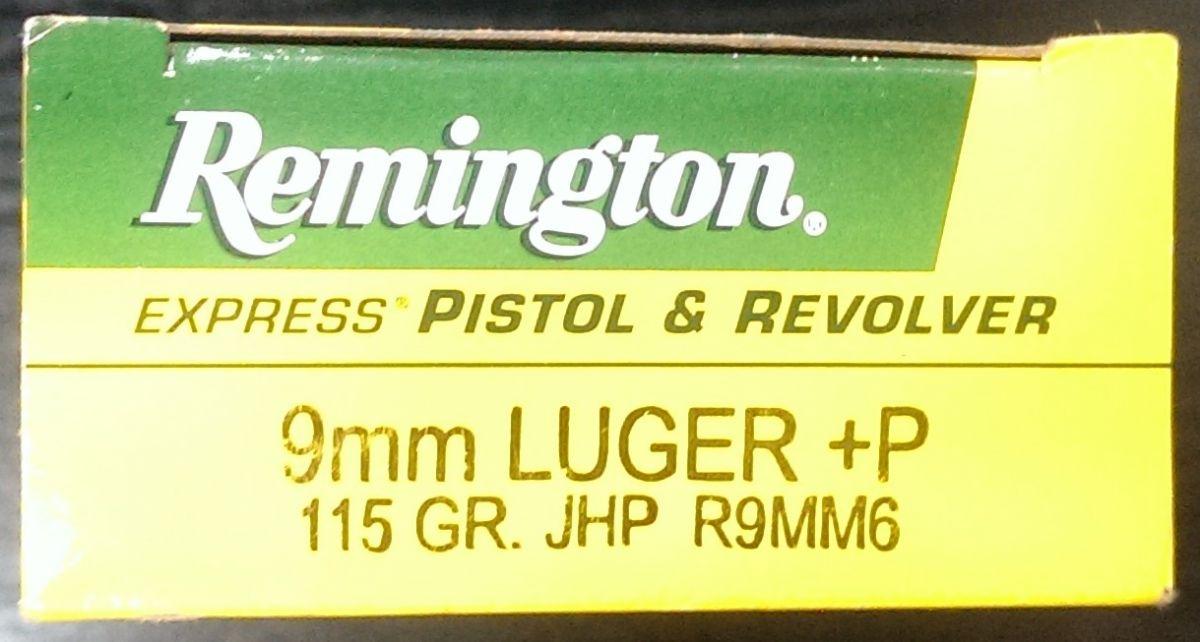 Remington®
EXPRESS® PISTOL & REVOLVER
9mm LUGER +P
115 GR. JHP R9MM6